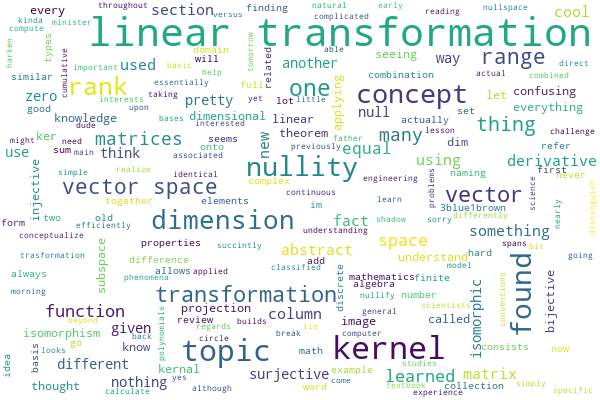 throughout versus natural early reading nullspace
kinda minister every section finding complicated cool
linear transformation
compute harken types important tomorrow domain used basic will help another related full able direct
rank one way range
similar essentially seeing combination combined
cumulative interests taking pretty applying let confusing
zero good upon yet lot little concept actual
knowledge bases dimensional linear null set everything
ker might need actually
dude interested previously new theorem many thing
matrices onto father lesson challenge
use sum main think seems equal dim refer
associated nullity using derivative
simple realize identical continuous engineering naming first never
injective vector space together complex im learn vector science distinguish
form two old elements shadow problems 3blue1brown differently
efficiently fact sorry something nearly
conceptualize dimension understanding space spans bit
trasformation properties succintly abstract understand hard going
always subspace difference add classified model
morning allows applied mathematics finite
phenomena transformation discrete algebra number isomorphic found conventions bijective
nullify scientists
function projection column image general called
beyond given review builds tie computer consists now
isomorphism regards circle break kernel
polynomials go back math
idea basis looks know topic studies matrix
different kernal yes example textbook collection simply
thought nothing surjective learned
calculate although word come experience specific